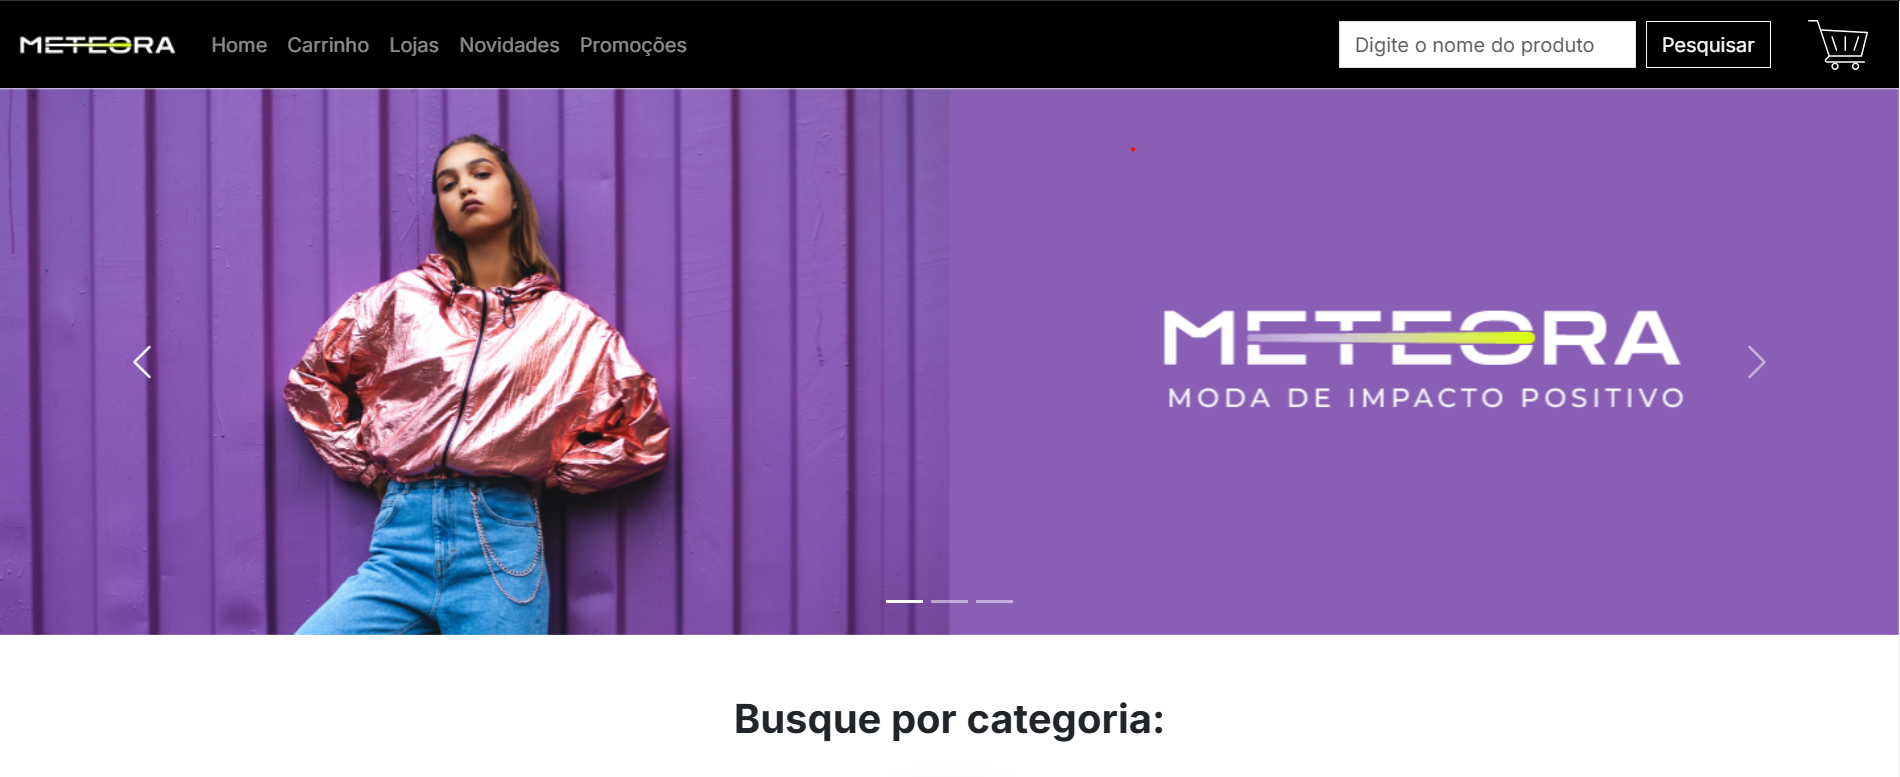 METEORA
Home Carrinho Lojas Novidades Promoções
Digite o nome do produto
Pesquisar
METEORA
MODA DE IMPACTO POSITIVO
Busque por categoria: